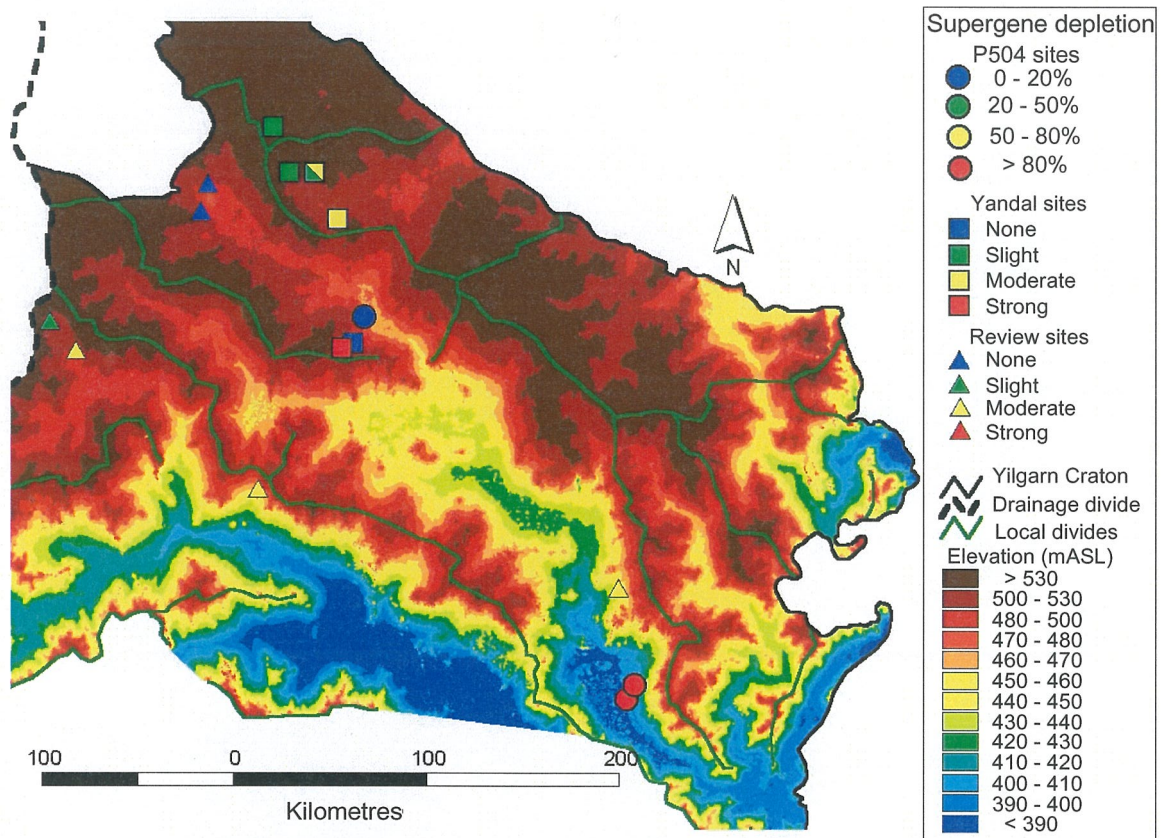 Supergene depletion
P504 sites
0 - 20%
20 - 50%
50 - 80%
> 80%
Yandal sites
None
Slight
Moderate
Strong
Review sites
None
Slight
Moderate
Strong
Yilgarn Craton
Drainage divide
Local divides
Elevation (mASL)
> 530
500 - 530
480 - 500
470 - 480
460 - 470
450 - 460
440 - 450
430 - 440
420 - 430
410 - 420
400 - 410
390 - 400
< 390
N
100 0 100 200
Kilometres